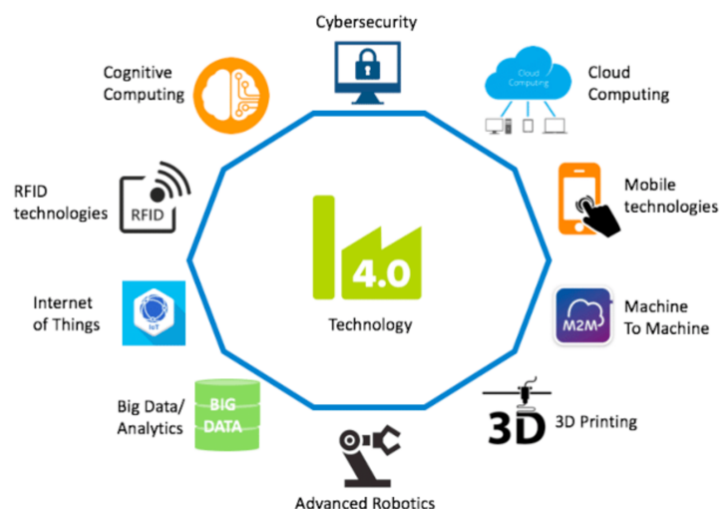 Cybersecurity
Cognitive
Computing
Cloud
Computing
Cloud
Computing
RFID
technologies
RFID
Mobile
technologies
4.0
Technology
Internet
of Things
IoT
M2M
Machine
To Machine
Big Data/
Analytics
BIG
DATA
3D
3D Printing
Advanced Robotics